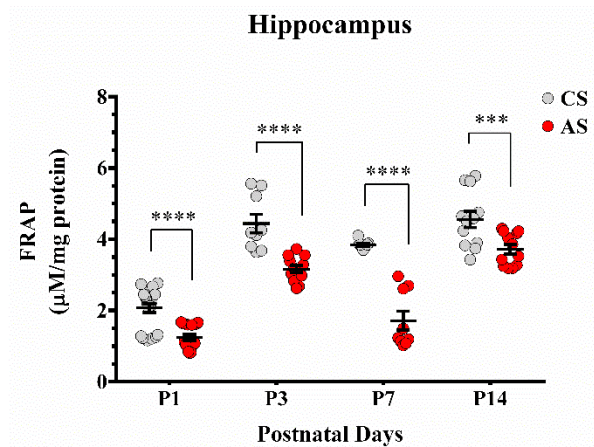 Hippocampus
CS
AS
FRAP
(µM/mg protein)
8
6
4
2
0
****
****
****
***
P1
P3
P7
P14
Postnatal Days